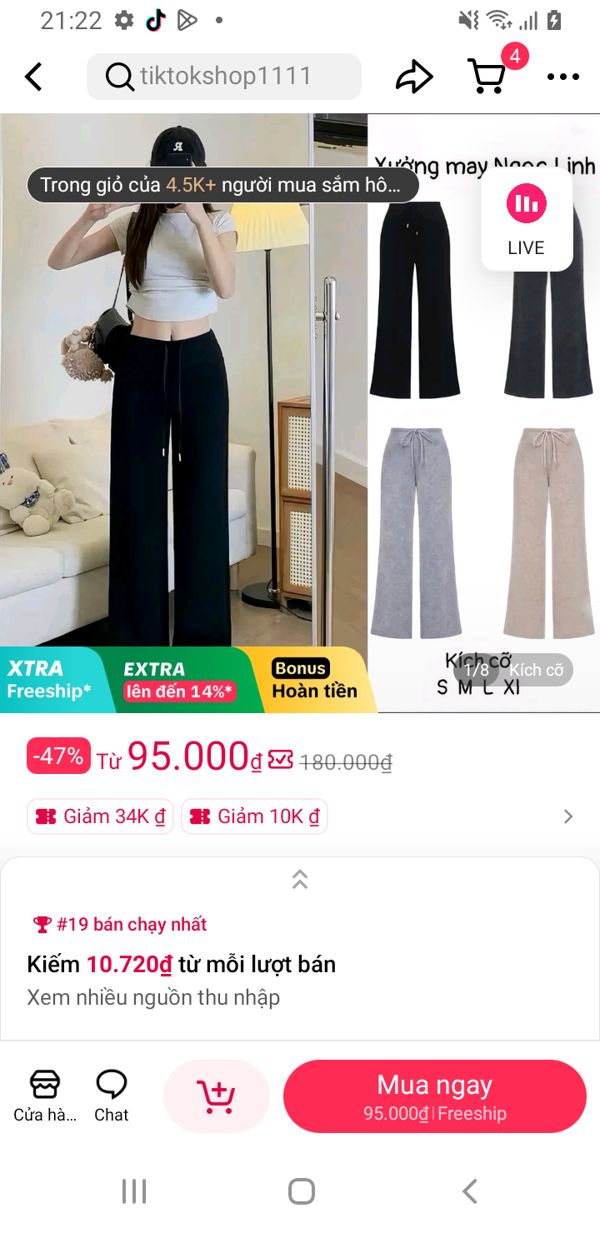 21:22
tiktokshop1111
4
Trong giỏ của 4.5K+ người mua sắm hô...
Xưởng may Ngọc Linh
LIVE
XTRA
Freeship*
EXTRA
lên đến 14%*
Bonus
Hoàn tiền
Kích cỡ
1/8
Kích cỡ
S M L Xl
-47% Từ 95.000₫ 180.000₫
Giảm 34K ₫
Giảm 10K ₫
#19 bán chạy nhất
Kiếm 10.720₫ từ mỗi lượt bán
Xem nhiều nguồn thu nhập
Cửa hà...
Chat
Mua ngay
95.000₫ | Freeship